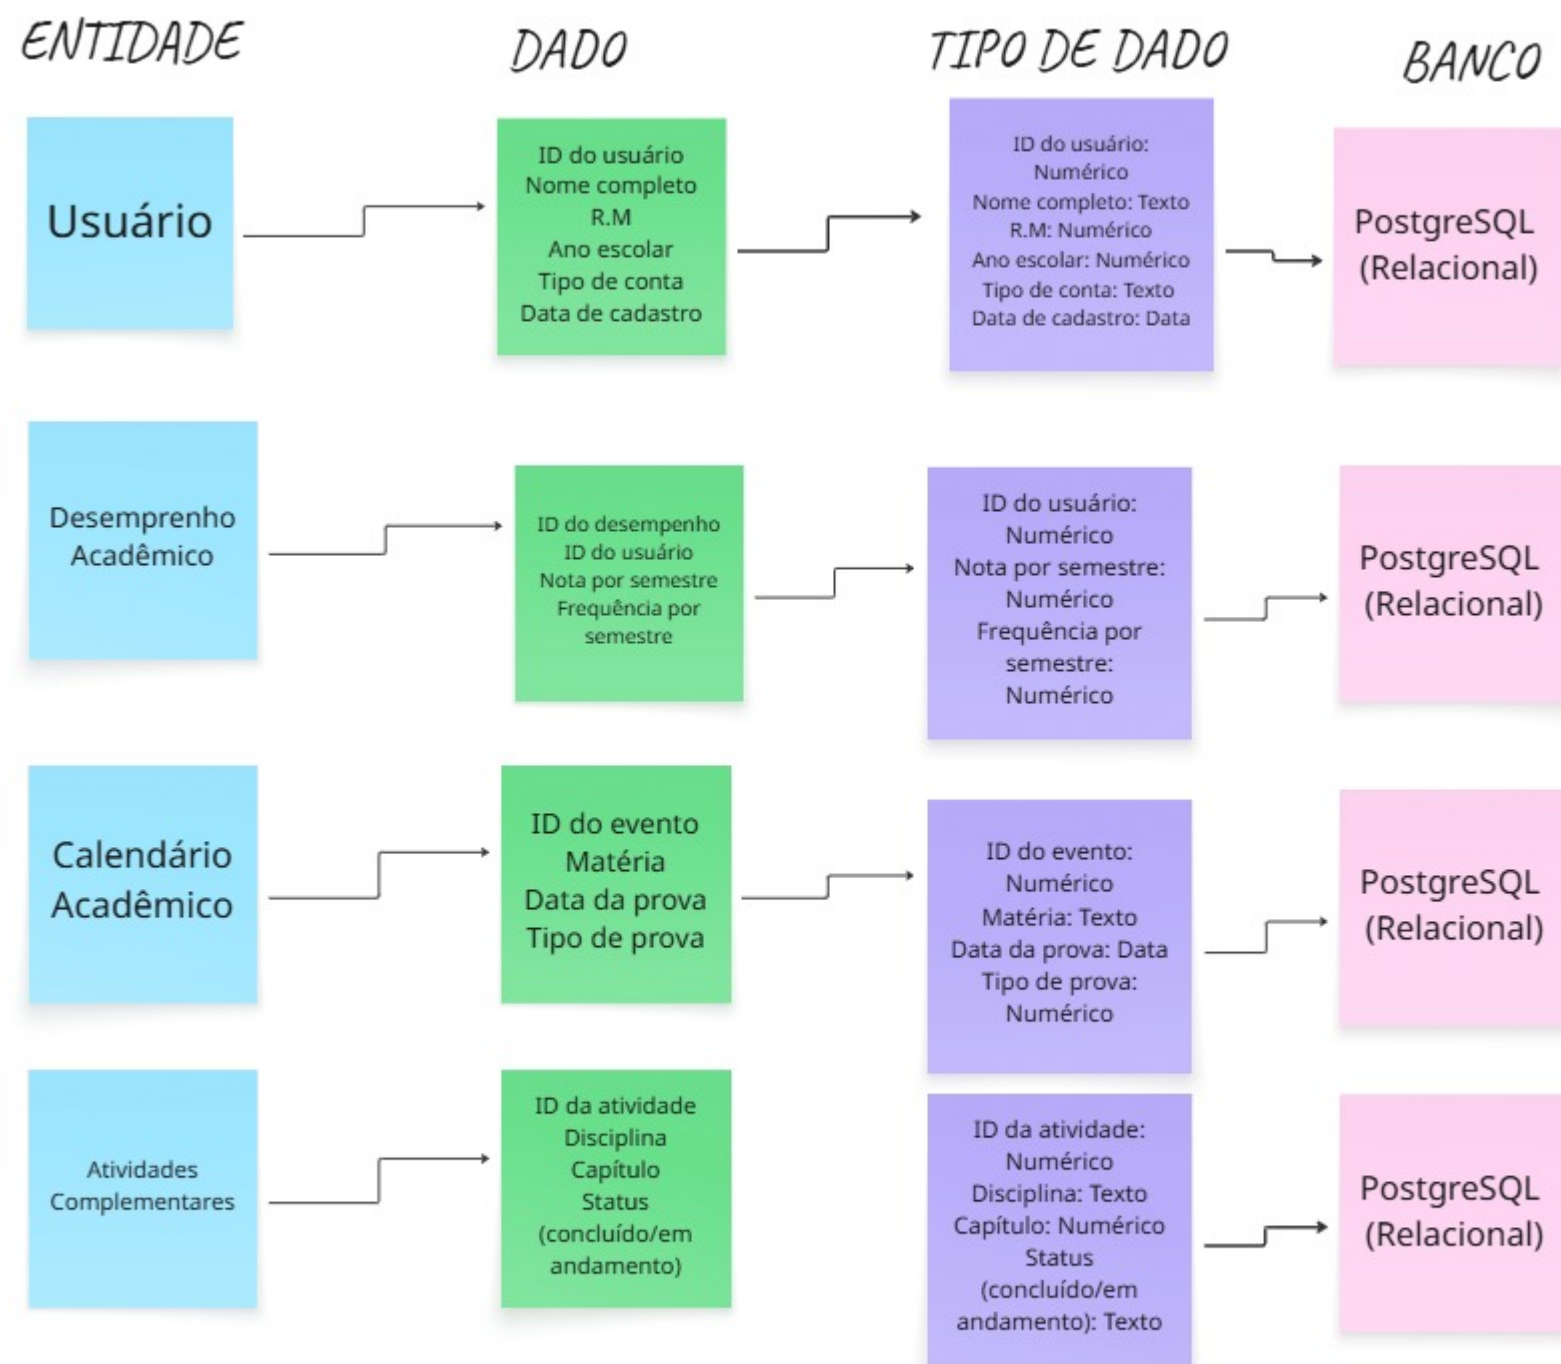 ENTIDADE
DADO
TIPO DE DADO
BANCO
Usuário
ID do usuário
Nome completo
R.M
Ano escolar
Tipo de conta
Data de cadastro
ID do usuário:
Numérico
Nome completo: Texto
R.M: Numérico
Ano escolar: Numérico
Tipo de conta: Texto
Data de cadastro: Data
PostgreSQL
(Relacional)
Desemprenho
Acadêmico
ID do desempenho
ID do usuário
Nota por semestre
Frequência por
semestre
ID do usuário:
Numérico
Nota por semestre:
Numérico
Frequência por
semestre:
Numérico
PostgreSQL
(Relacional)
Calendário
Acadêmico
ID do evento
Matéria
Data da prova
Tipo de prova
ID do evento:
Numérico
Matéria: Texto
Data da prova: Data
Tipo de prova:
Numérico
PostgreSQL
(Relacional)
Atividades
Complementares
ID da atividade
Disciplina
Capítulo
Status
(concluído/em
andamento)
ID da atividade:
Numérico
Disciplina: Texto
Capítulo: Numérico
Status
(concluído/em
andamento): Texto
PostgreSQL
(Relacional)